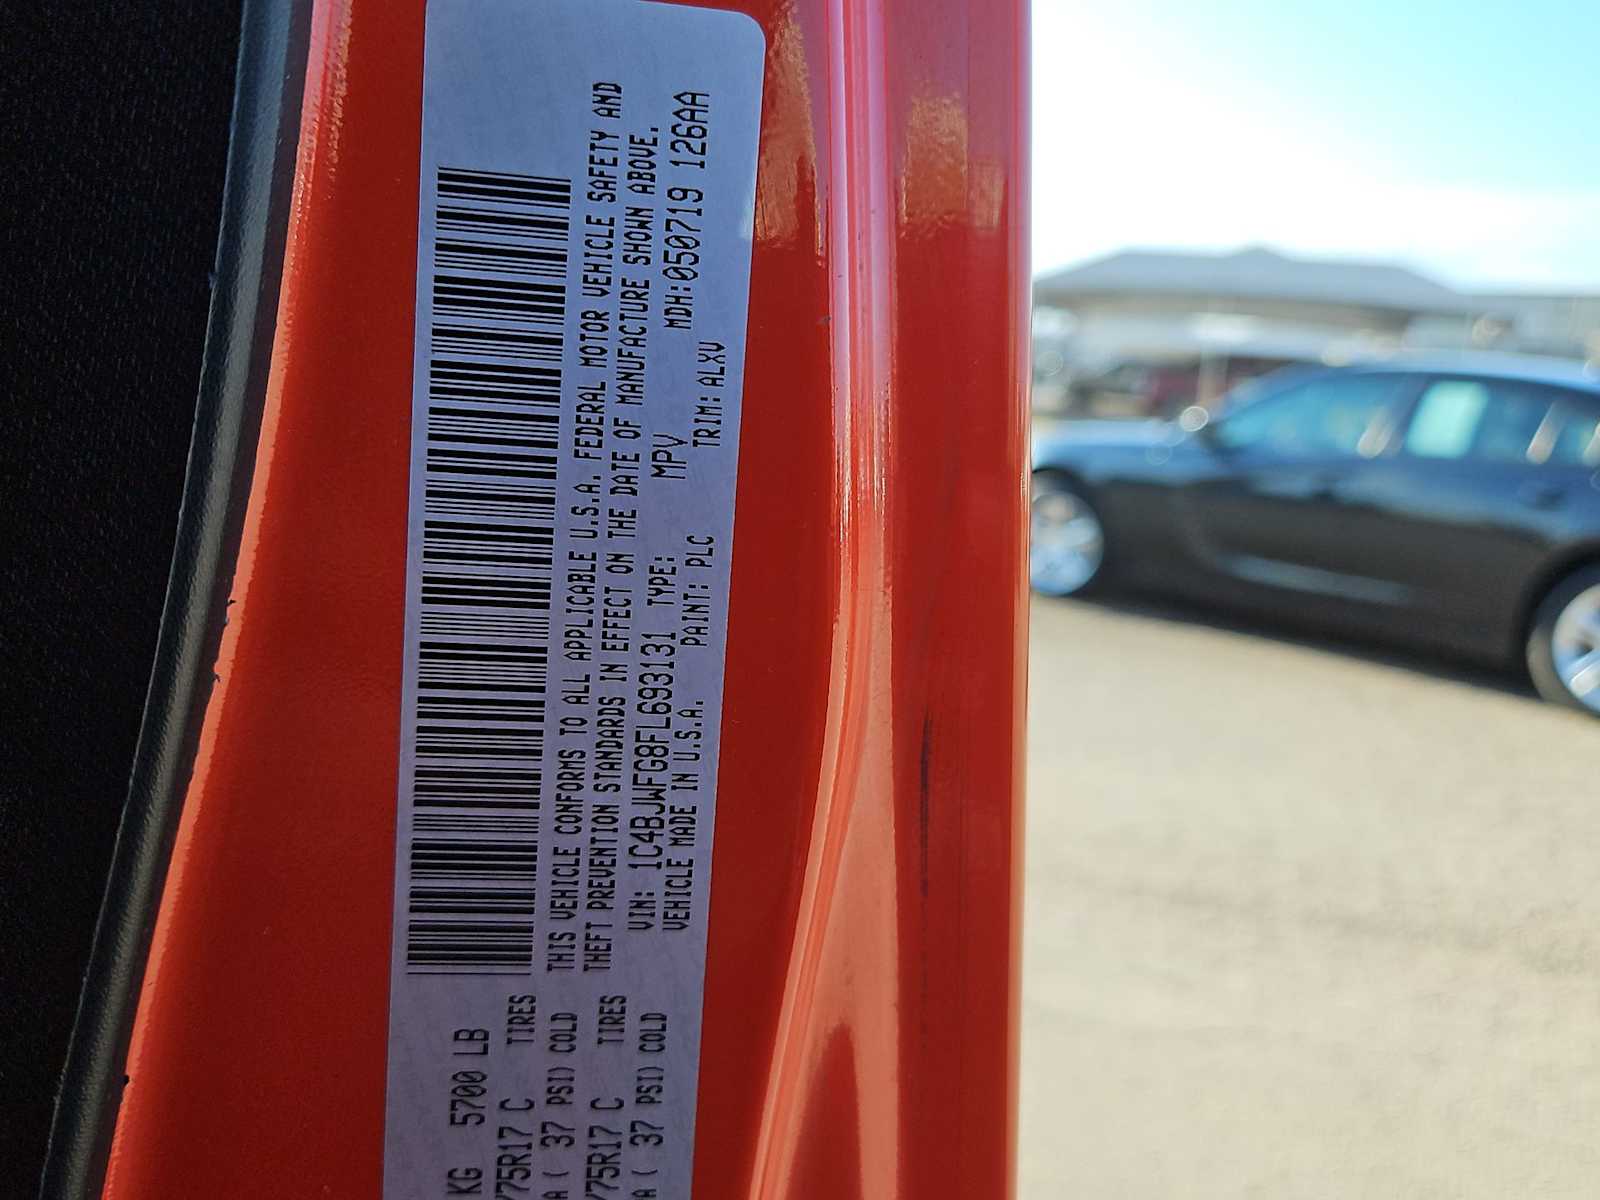 KG 5700 LB
/75R17 C TIRES
A ( 37 PSI) COLD
/75R17 C TIRES
A ( 37 PSI) COLD
THIS VEHICLE CONFORMS TO ALL APPLICABLE U.S.A. FEDERAL MOTOR VEHICLE SAFETY AND
THEFT PREVENTION STANDARDS IN EFFECT ON THE DATE OF MANUFACTURE SHOWN ABOVE.
VIN: 1C4BJWFG8FL693131 TYPE: MPV MDH:050719 126AA
VEHICLE MADE IN U.S.A. PAINT: PLC TRIM: ALXV